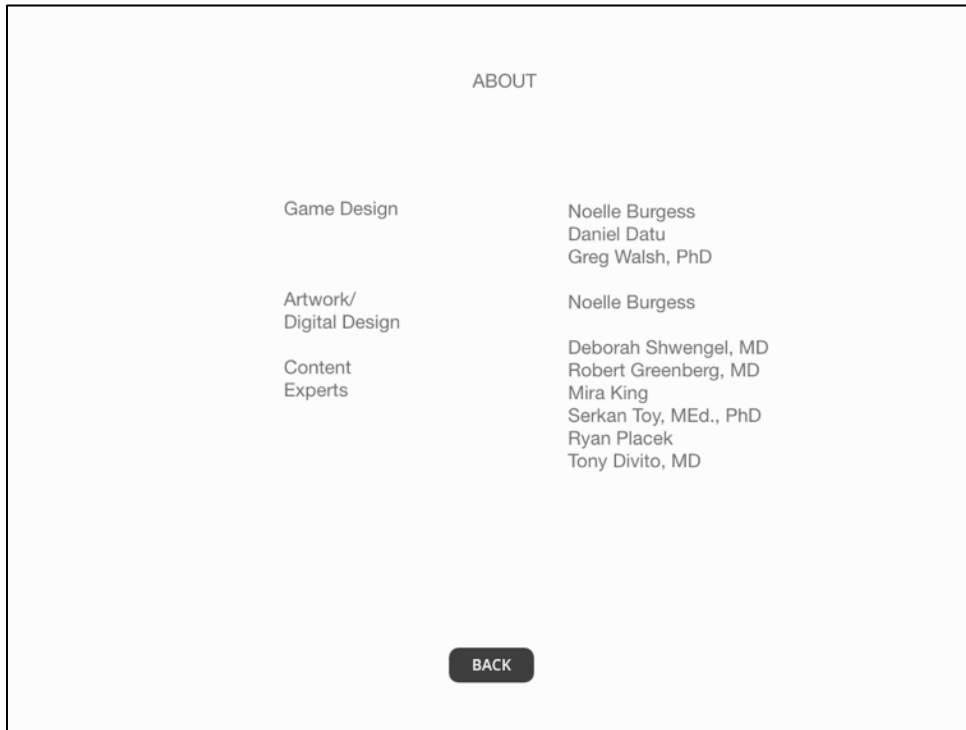 ABOUT
Game Design
Noelle Burgess
Daniel Datu
Greg Walsh, PhD
Artwork/
Digital Design
Noelle Burgess
Content
Experts
Deborah Shwengel, MD
Robert Greenberg, MD
Mira King
Serkan Toy, MEd., PhD
Ryan Placek
Tony Divito, MD
BACK